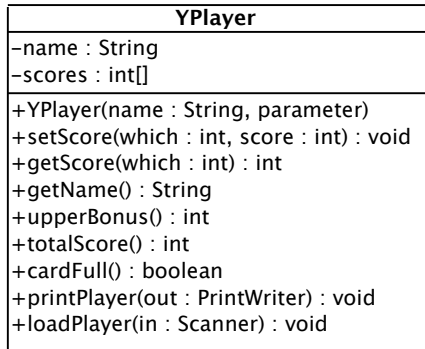 YPlayer
-name : String
-scores : int[]
+YPlayer(name : String, parameter)
+setScore(which : int, score : int) : void
+getScore(which : int) : int
+getName() : String
+upperBonus() : int
+totalScore() : int
+cardFull() : boolean
+printPlayer(out : PrintWriter) : void
+loadPlayer(in : Scanner) : void